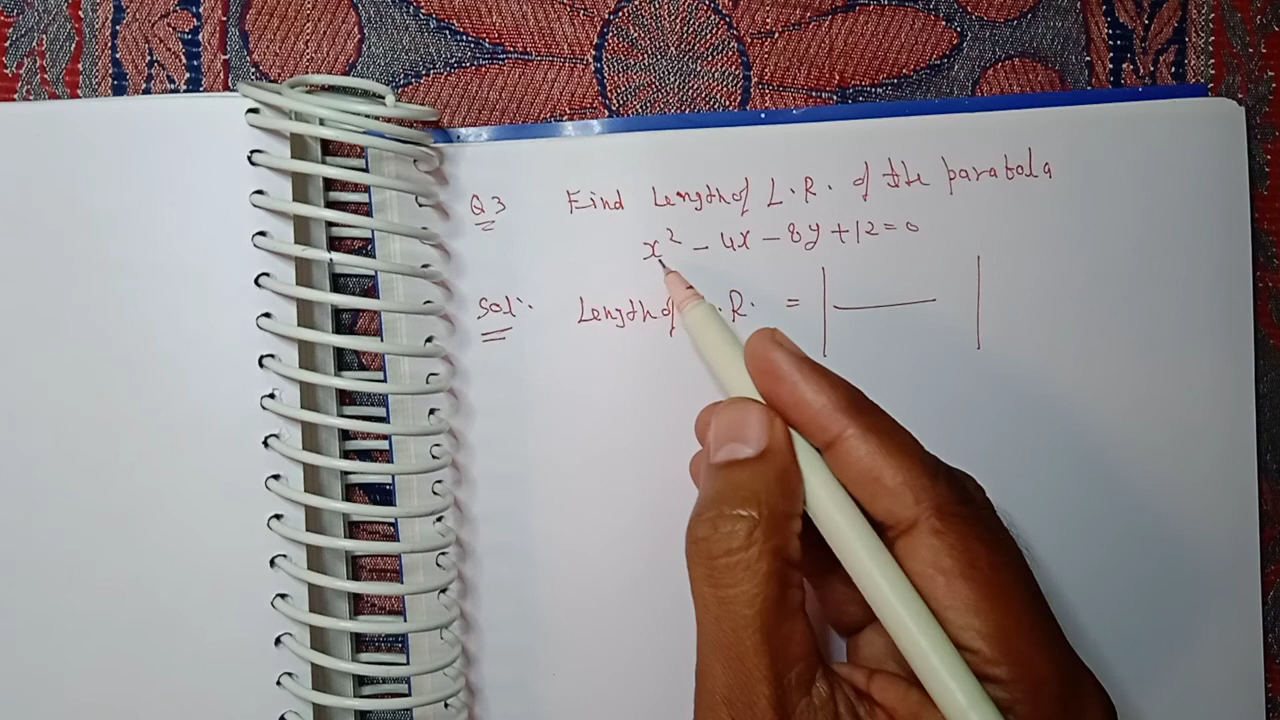 Q3 Find Length of L.R. of the parabola
x² - 4x - 8y + 12 = 0
Sol: Length of .R. = | — |